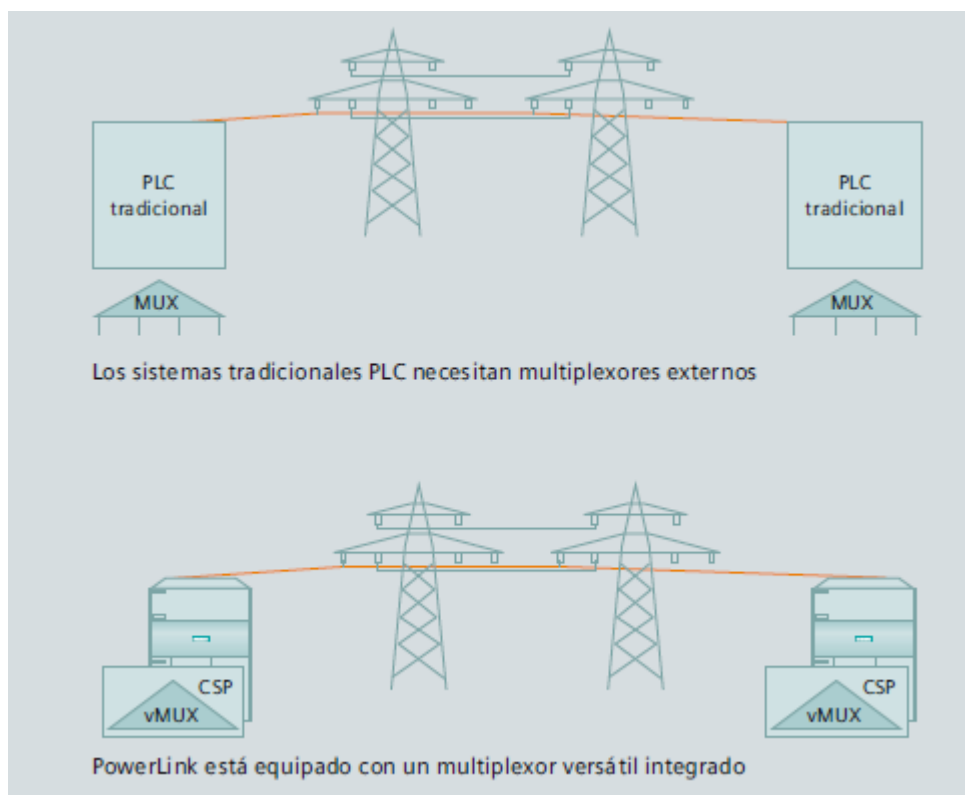 PLC
tradicional
PLC
tradicional
MUX
MUX
Los sistemas tradicionales PLC necesitan multiplexores externos
CSP
vMUX
CSP
vMUX
PowerLink está equipado con un multiplexor versátil integrado